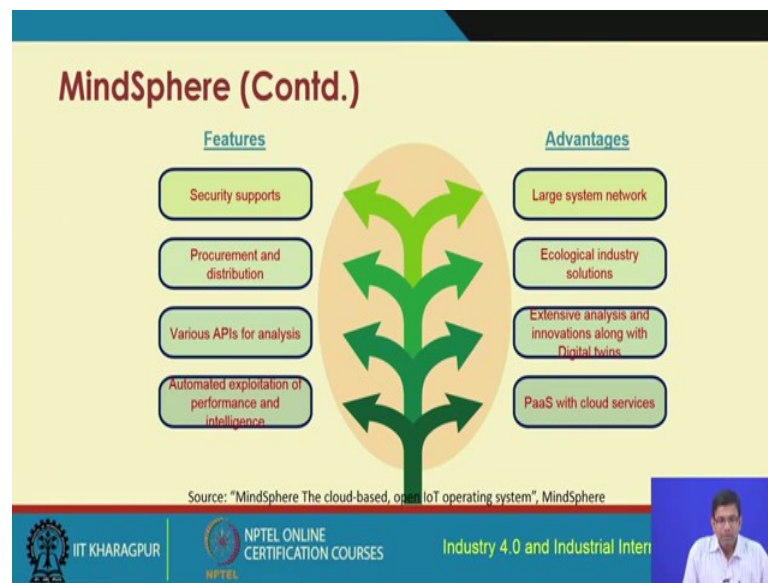 MindSphere (Contd.)
Features
Advantages
Security supports
Large system network
Procurement and
distribution
Ecological industry
solutions
Various APIs for analysis
Extensive analysis and
innovations along with
Digital twins
Automated exploitation of
performance and
intelligence
PaaS with cloud services
Source: "MindSphere The cloud-based, open IoT operating system", MindSphere
IIT KHARAGPUR
NPTEL
NPTEL ONLINE
CERTIFICATION COURSES
Industry 4.0 and Industrial Inter